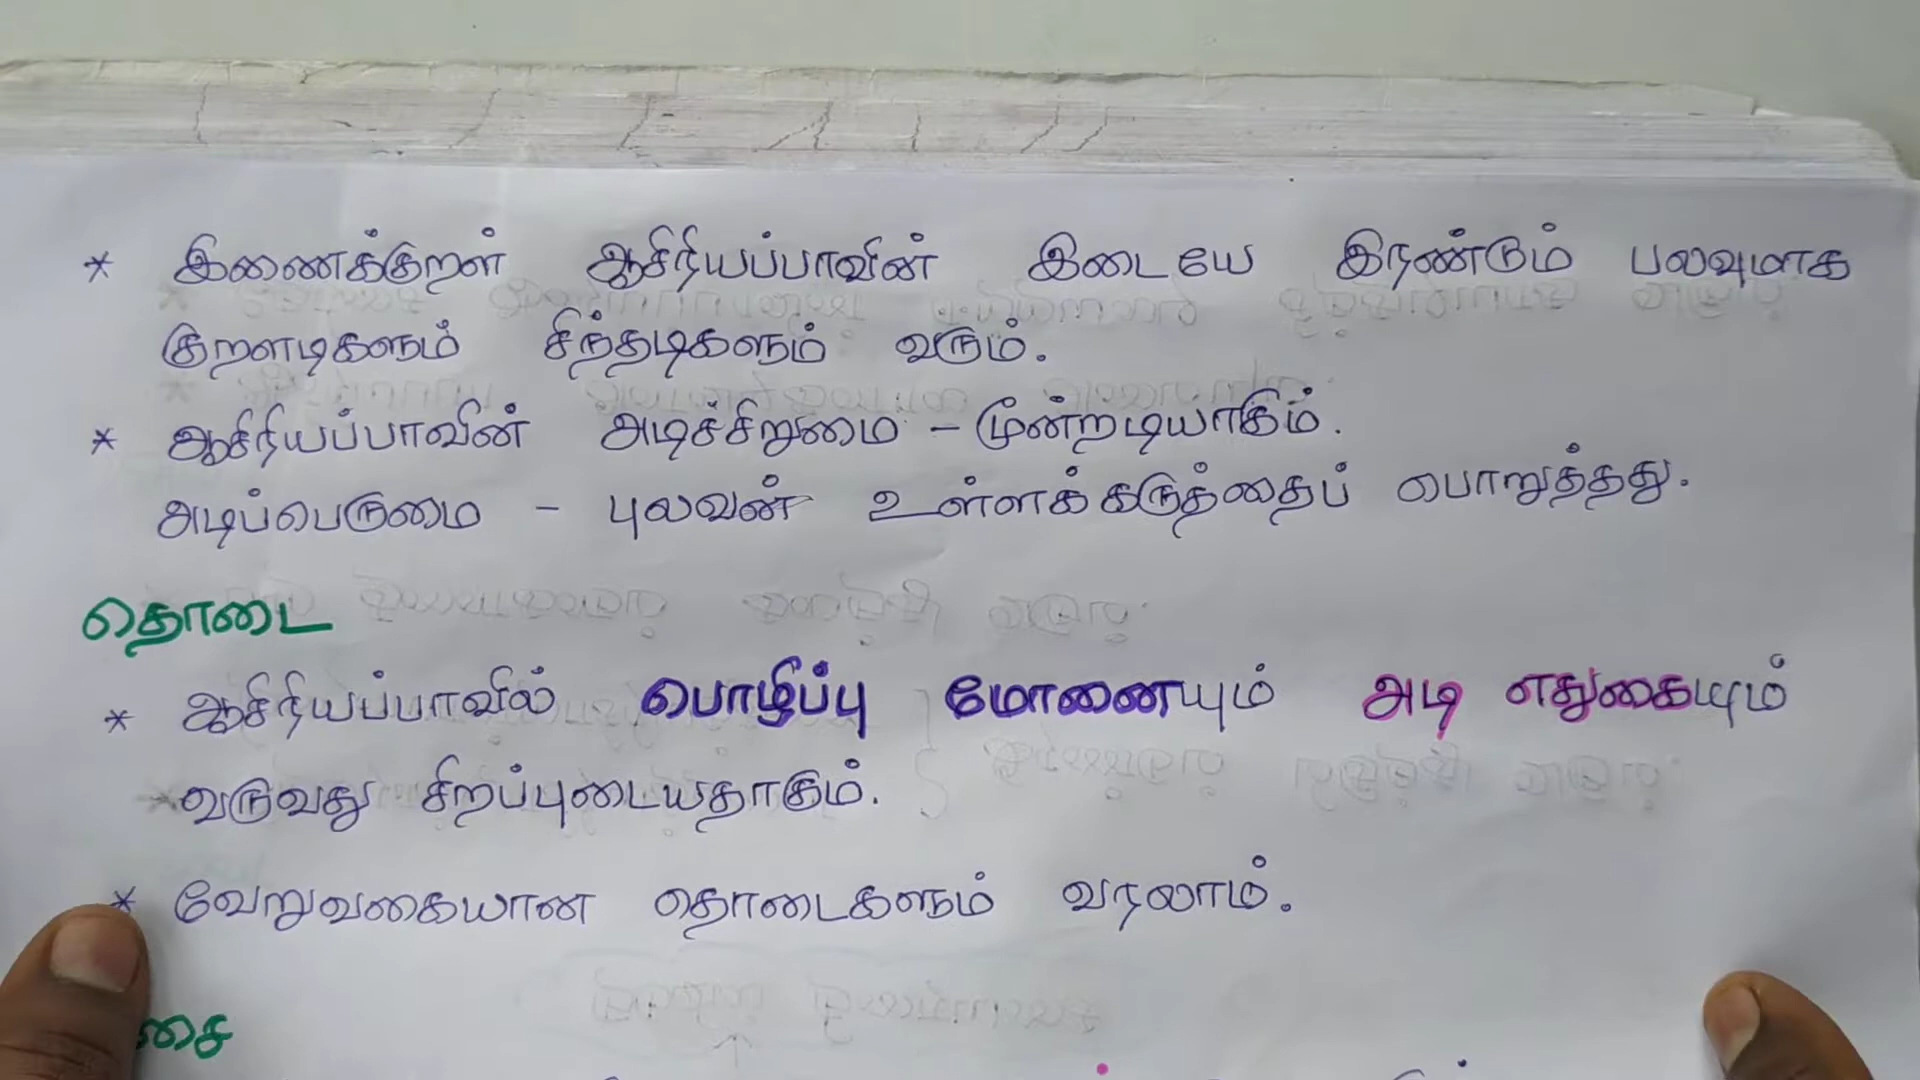 * இணைக்குறள் ஆசிரியப்பாவின் இடையே இரண்டும் பலவுமாக
குறளடிகளும் சிந்தடிகளும் வரும்.
* ஆசிரியப்பாவின் அடிச்சிறுமை - மூன்றடியாகும்.
அடிப்பெருமை - புலவன் உள்ளக்கருத்தைப் பொறுத்தது.
தொடை
* ஆசிரியப்பாவில் பொழிப்பு மோனையும் அடி எதுகையும்
வருவது சிறப்புடையதாகும்.
* வேறுவகையான தொடைகளும் வரலாம்.